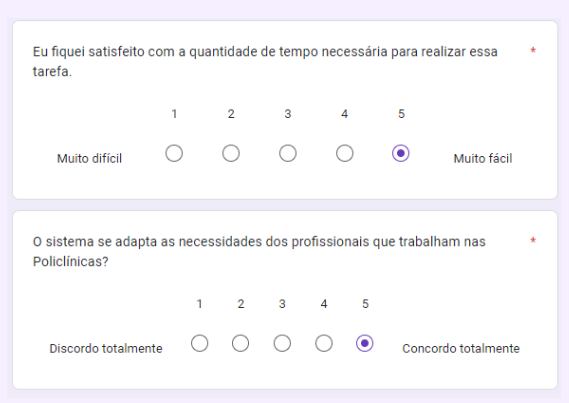 Eu fiquei satisfeito com a quantidade de tempo necessária para realizar essa *
tarefa.
1 2 3 4 5
Muito difícil Muito fácil
O sistema se adapta as necessidades dos profissionais que trabalham nas *
Policlínicas?
1 2 3 4 5
Discordo totalmente Concordo totalmente